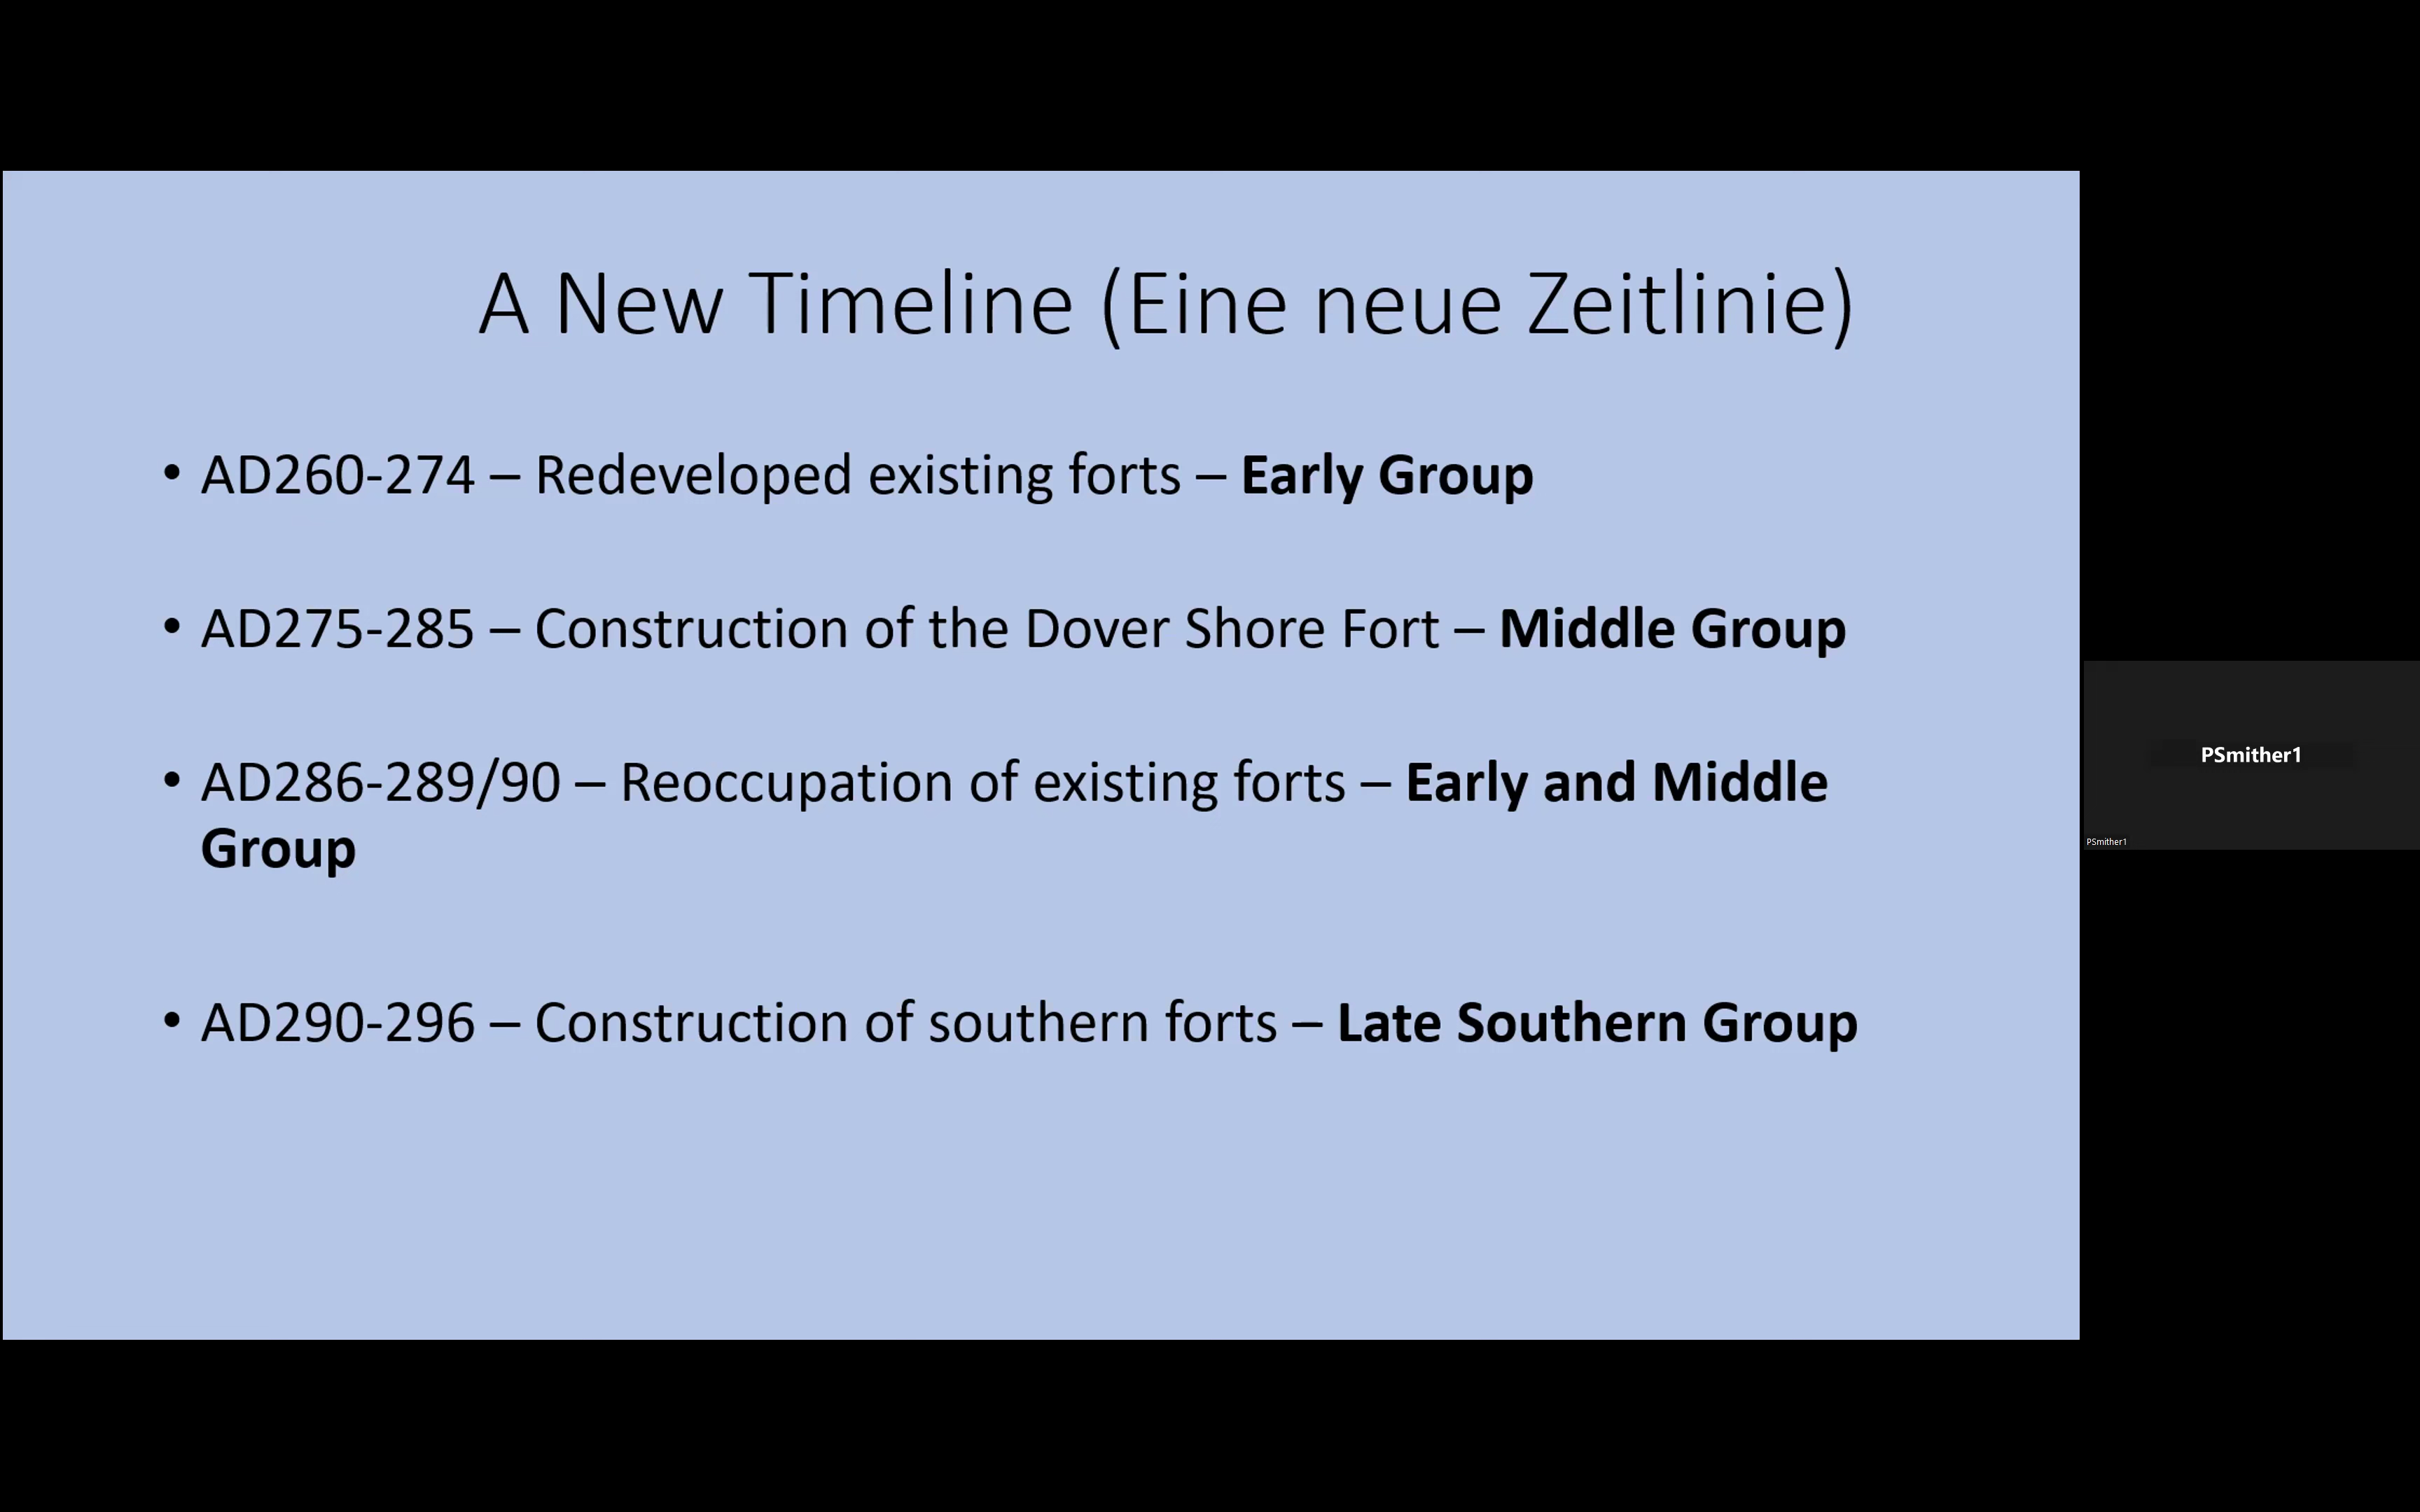 A New Timeline (Eine neue Zeitlinie)
• AD260-274 – Redeveloped existing forts – Early Group
• AD275-285 – Construction of the Dover Shore Fort – Middle Group
• AD286-289/90 – Reoccupation of existing forts – Early and Middle
Group
• AD290-296 – Construction of southern forts – Late Southern Group
PSmither1
PSmither1